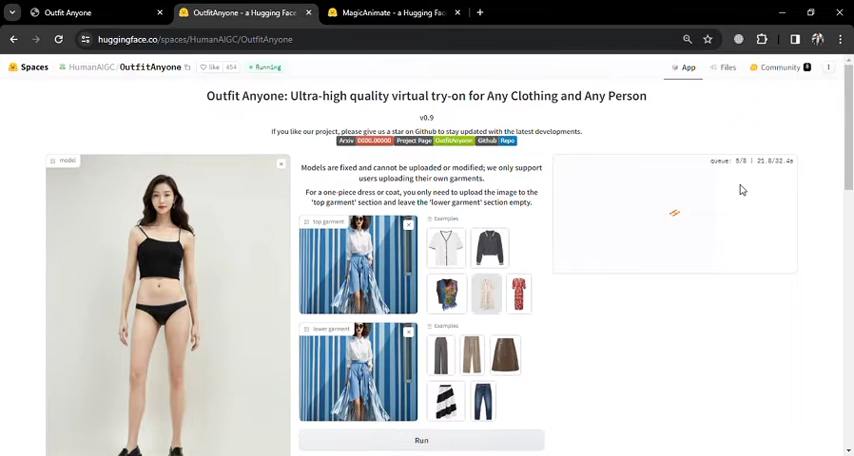 Outfit Anyone
OutfitAnyone - a Hugging Face
MagicAnimate - a Hugging Fac
huggingface.co/spaces/HumanAIGC/OutfitAnyone
Spaces
HumanAIGC/OutfitAnyone
like 454
Running
App
Files
Community
Outfit Anyone: Ultra-high quality virtual try-on for Any Clothing and Any Person
v0.9
If you like our project, please give us a star on Github to stay updated with the latest developments.
Arxiv 0000.00000 Project Page OutfitAnyone Github Repo
model
Models are fixed and cannot be uploaded or modified; we only support
users uploading their own garments.
For a one-piece dress or coat, you only need to upload the image to the
'top garment' section and leave the 'lower garment' section empty.
queue: 5/8 | 21.8/32.4s
top garment
Examples
lower garment
Examples
Run